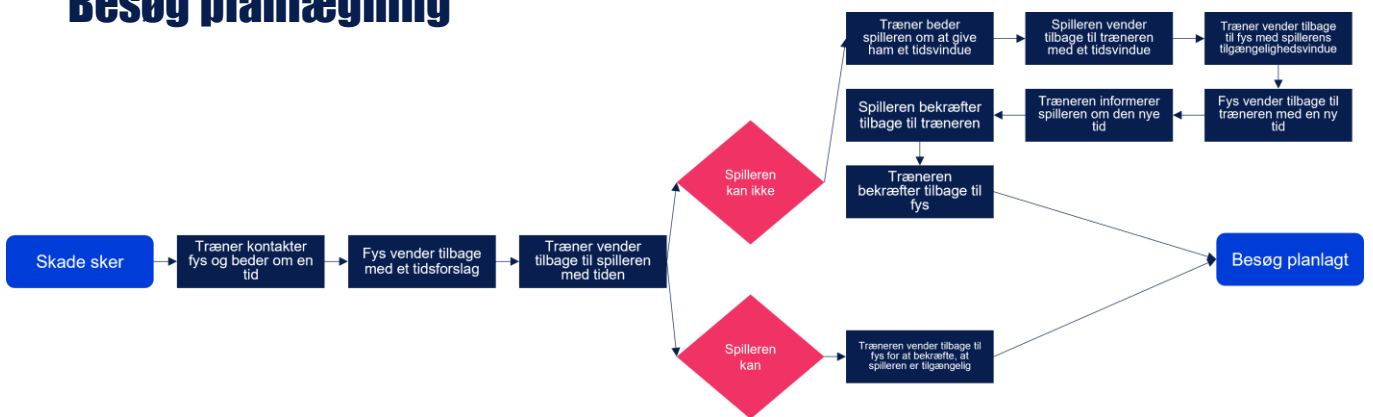 Besøg planlægning
Skade sker
Træner kontakter
fys og beder om en
tid
Fys vender tilbage
med et tidsforslag
Træner vender
tilbage til spilleren
med tiden
Spilleren
kan ikke
Træner beder
spilleren om at give
ham et tidsvindue
Spilleren vender
tilbage til træneren
med et tidsvindue
Træner vender tilbage
til fys med spillerens
tilgængelighedsvindue
Fys vender tilbage til
træneren med en ny
tid
Træneren informerer
spilleren om den nye
tid
Spilleren bekræfter
tilbage til træneren
Træneren
bekræfter tilbage til
fys
Spilleren
kan
Træneren vender tilbage til
fys for at bekræfte, at
spilleren er tilgængelig
Besøg planlagt